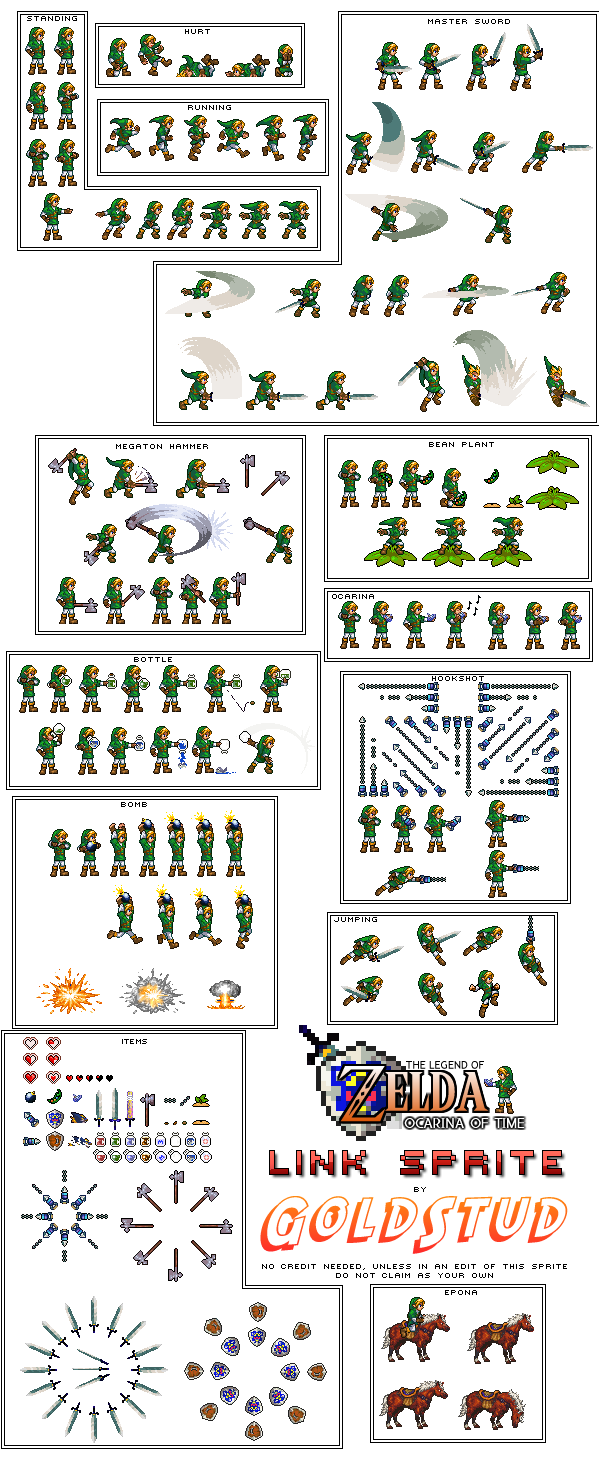 STANDING
HURT
MASTER SWORD
RUNNING
MEGATON HAMMER
BEAN PLANT
OCARINA
BOTTLE
HOOKSHOT
BOMB
JUMPING
ITEMS
THE LEGEND OF
ZELDA
OCARINA OF TIME
LINK SPRITE
BY
GOLDSTUD
NO CREDIT NEEDED, UNLESS IN AN EDIT OF THIS SPRITE
DO NOT CLAIM AS YOUR OWN
EPONA